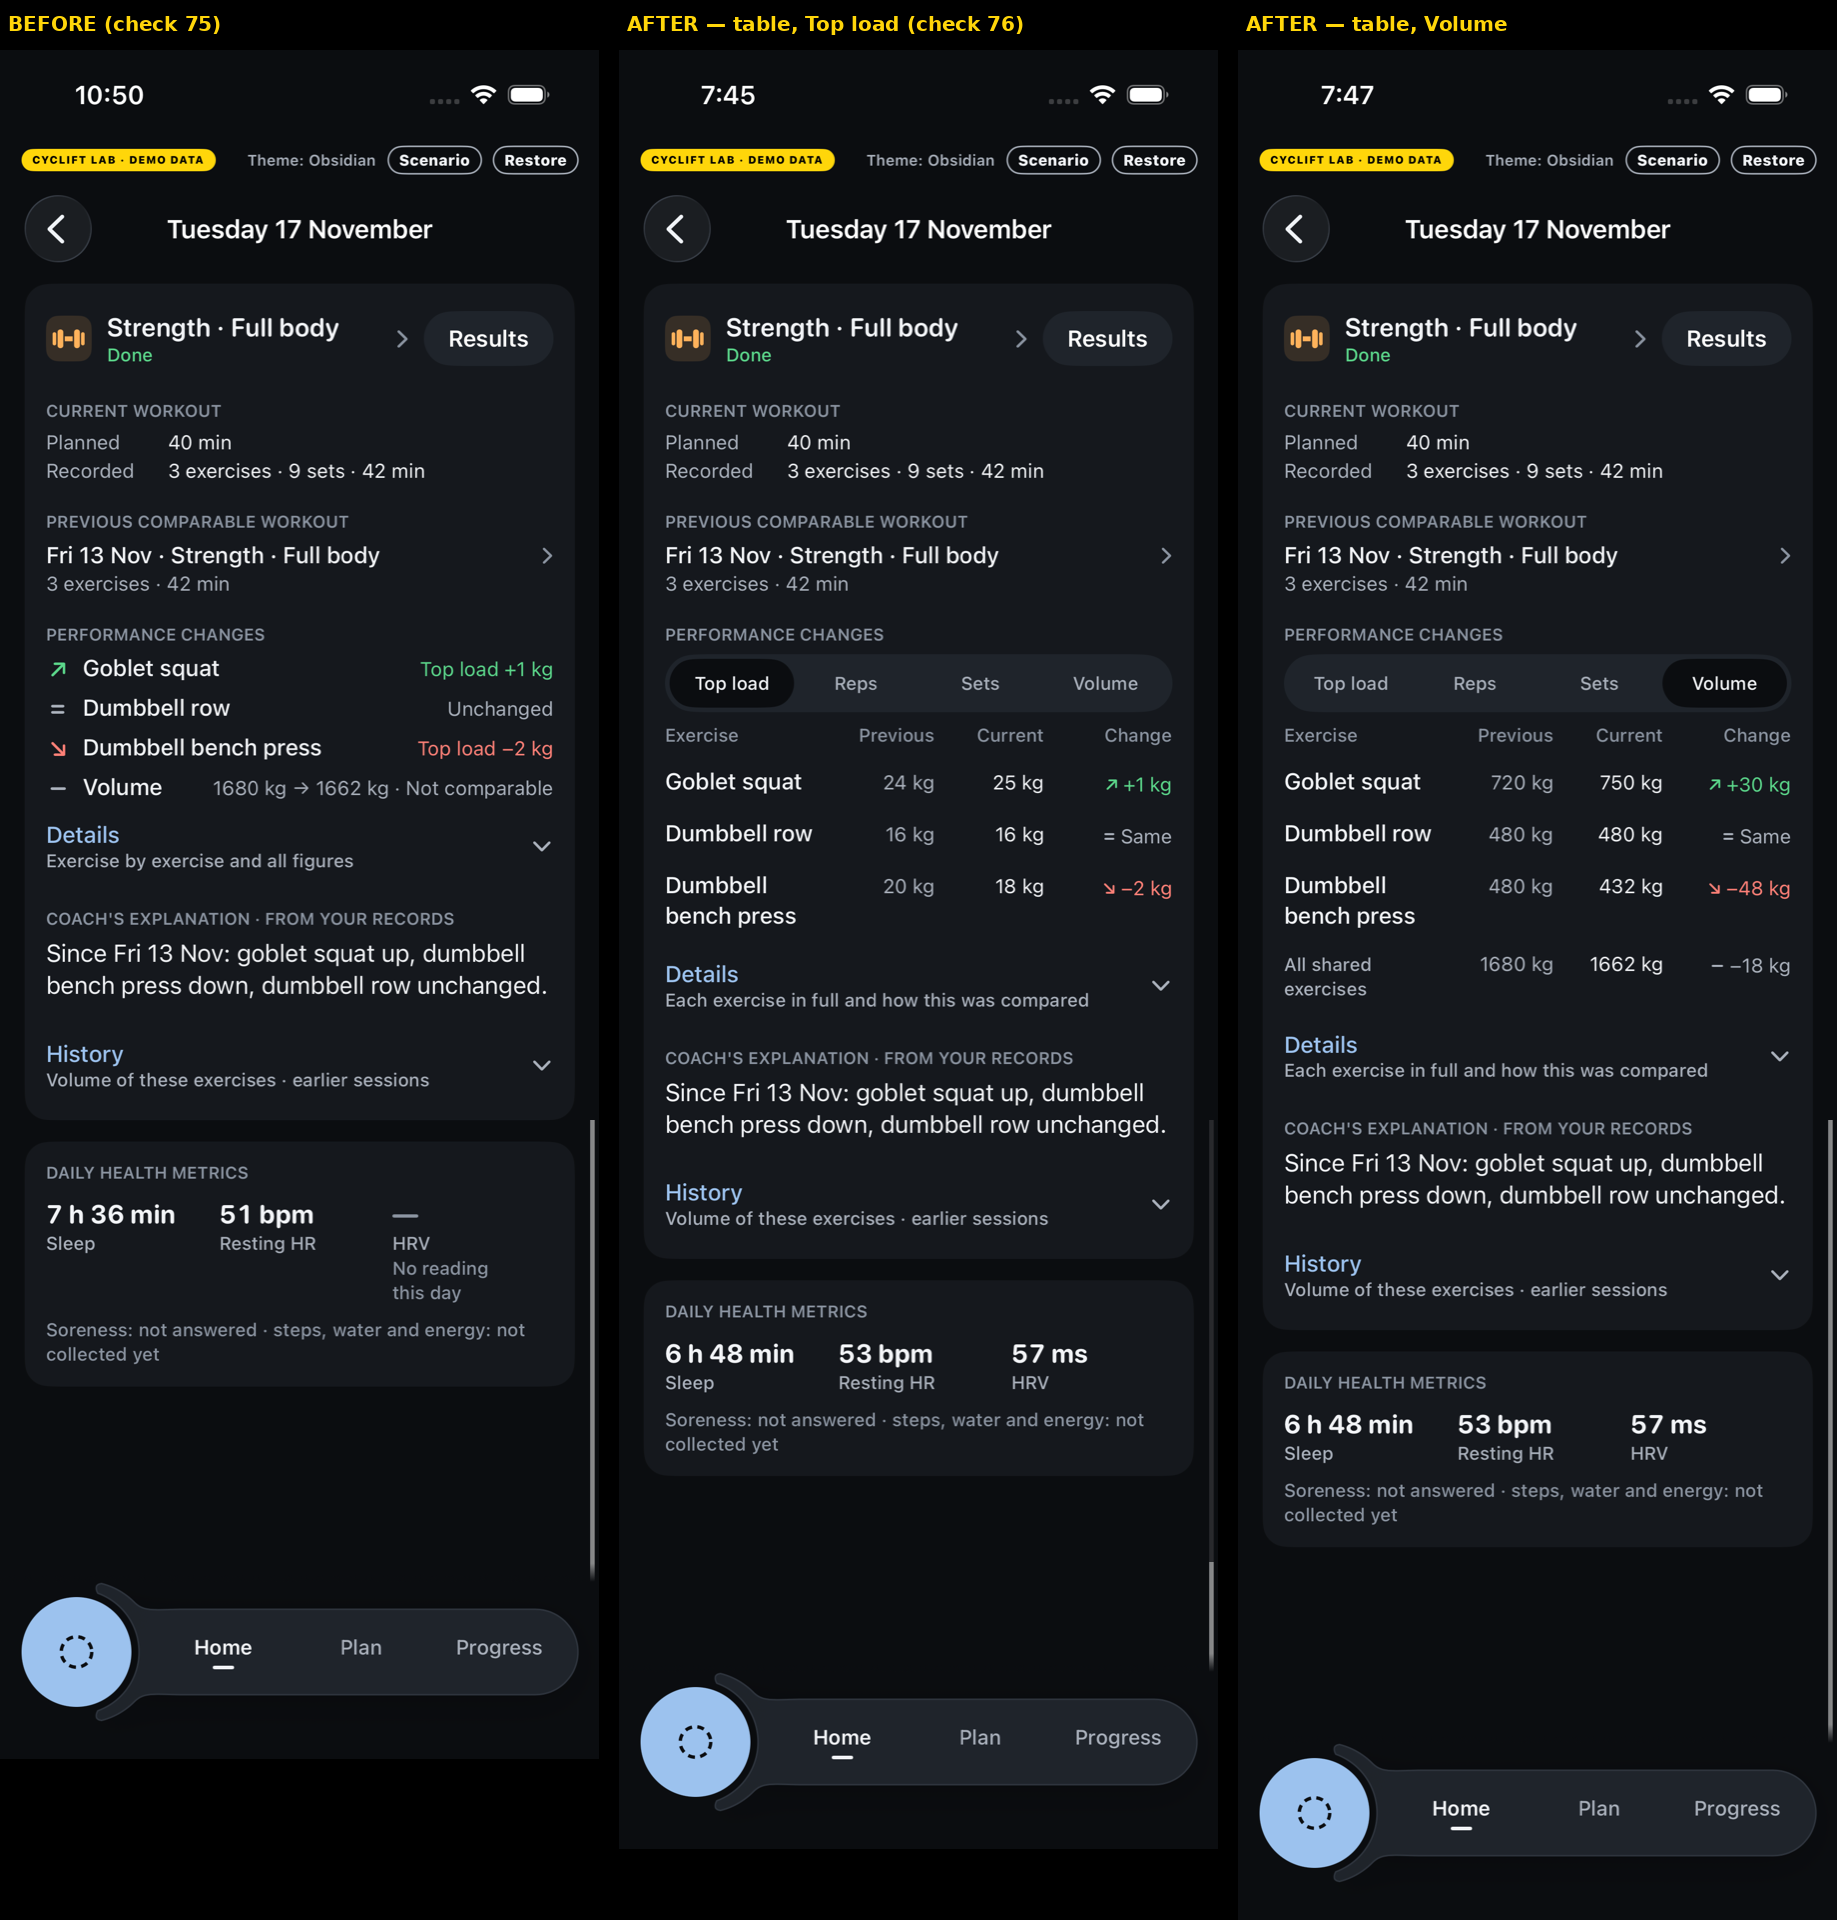 BEFORE (check 75)
10:50
CYCLIFT LAB · DEMO DATA
Theme: Obsidian
Scenario
Restore
Tuesday 17 November
Strength · Full body
Done
Results
CURRENT WORKOUT
Planned 40 min
Recorded 3 exercises · 9 sets · 42 min
PREVIOUS COMPARABLE WORKOUT
Fri 13 Nov · Strength · Full body
3 exercises · 42 min
PERFORMANCE CHANGES
↗ Goblet squat Top load +1 kg
= Dumbbell row Unchanged
↘ Dumbbell bench press Top load −2 kg
− Volume 1680 kg → 1662 kg · Not comparable
Details
Exercise by exercise and all figures
COACH'S EXPLANATION · FROM YOUR RECORDS
Since Fri 13 Nov: goblet squat up, dumbbell
bench press down, dumbbell row unchanged.
History
Volume of these exercises · earlier sessions
DAILY HEALTH METRICS
7 h 36 min 51 bpm —
Sleep Resting HR HRV
No reading
this day
Soreness: not answered · steps, water and energy: not
collected yet
Home Plan Progress
AFTER — table, Top load (check 76)
7:45
CYCLIFT LAB · DEMO DATA
Theme: Obsidian
Scenario
Restore
Tuesday 17 November
Strength · Full body
Done
Results
CURRENT WORKOUT
Planned 40 min
Recorded 3 exercises · 9 sets · 42 min
PREVIOUS COMPARABLE WORKOUT
Fri 13 Nov · Strength · Full body
3 exercises · 42 min
PERFORMANCE CHANGES
Top load Reps Sets Volume
Exercise Previous Current Change
Goblet squat 24 kg 25 kg ↗ +1 kg
Dumbbell row 16 kg 16 kg = Same
Dumbbell 20 kg 18 kg ↘ −2 kg
bench press
Details
Each exercise in full and how this was compared
COACH'S EXPLANATION · FROM YOUR RECORDS
Since Fri 13 Nov: goblet squat up, dumbbell
bench press down, dumbbell row unchanged.
History
Volume of these exercises · earlier sessions
DAILY HEALTH METRICS
6 h 48 min 53 bpm 57 ms
Sleep Resting HR HRV
Soreness: not answered · steps, water and energy: not
collected yet
Home Plan Progress
AFTER — table, Volume
7:47
CYCLIFT LAB · DEMO DATA
Theme: Obsidian
Scenario
Restore
Tuesday 17 November
Strength · Full body
Done
Results
CURRENT WORKOUT
Planned 40 min
Recorded 3 exercises · 9 sets · 42 min
PREVIOUS COMPARABLE WORKOUT
Fri 13 Nov · Strength · Full body
3 exercises · 42 min
PERFORMANCE CHANGES
Top load Reps Sets Volume
Exercise Previous Current Change
Goblet squat 720 kg 750 kg ↗ +30 kg
Dumbbell row 480 kg 480 kg = Same
Dumbbell 480 kg 432 kg ↘ −48 kg
bench press
All shared 1680 kg 1662 kg − −18 kg
exercises
Details
Each exercise in full and how this was compared
COACH'S EXPLANATION · FROM YOUR RECORDS
Since Fri 13 Nov: goblet squat up, dumbbell
bench press down, dumbbell row unchanged.
History
Volume of these exercises · earlier sessions
DAILY HEALTH METRICS
6 h 48 min 53 bpm 57 ms
Sleep Resting HR HRV
Soreness: not answered · steps, water and energy: not
collected yet
Home Plan Progress